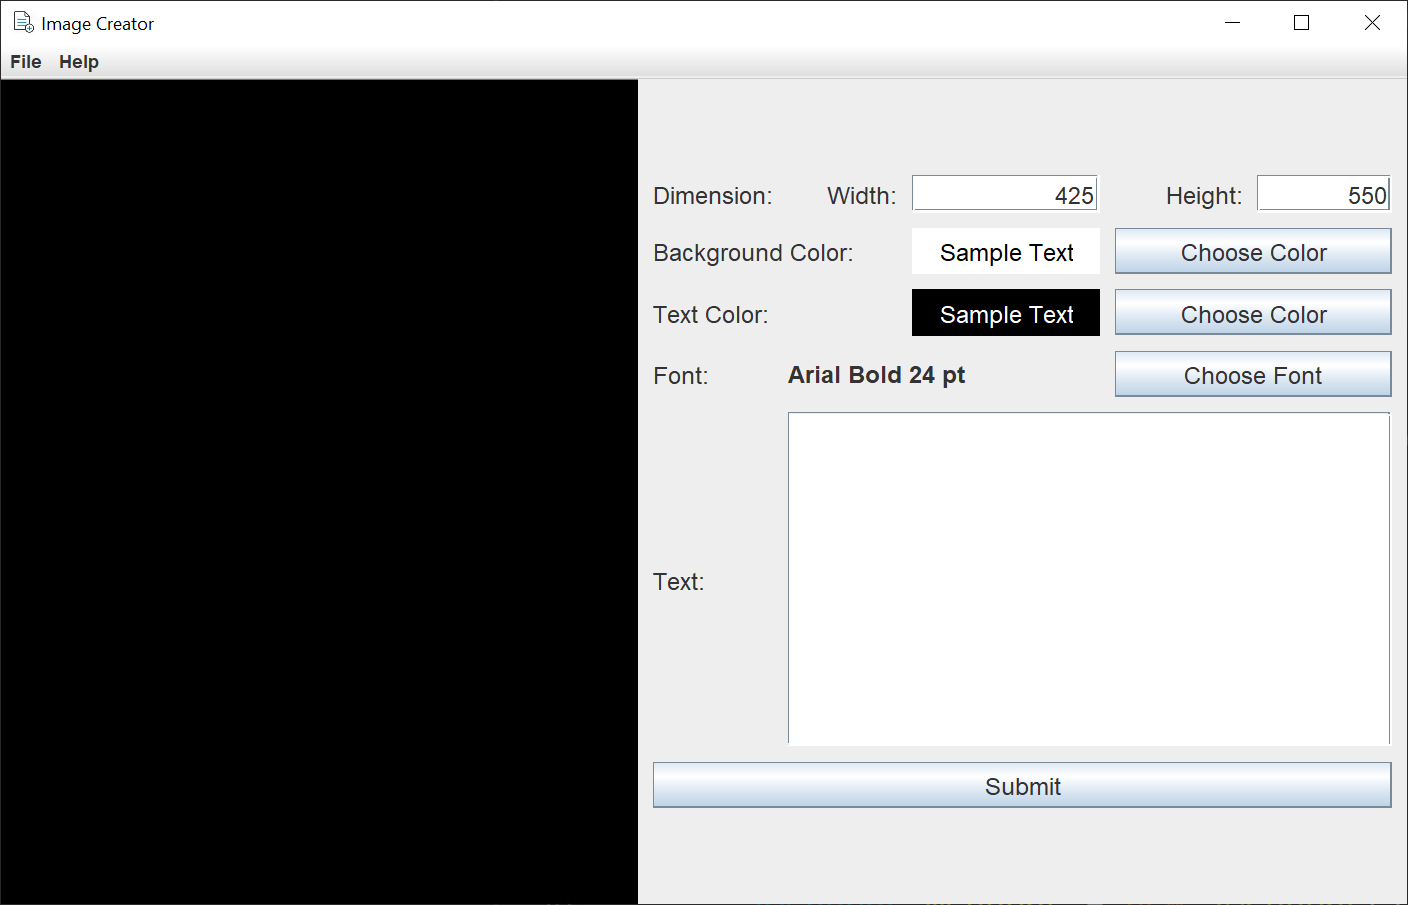 Image Creator
File Help
Dimension: Width: 425 Height: 550
Background Color: Sample Text Choose Color
Text Color: Sample Text Choose Color
Font: Arial Bold 24 pt Choose Font
Text:
Submit